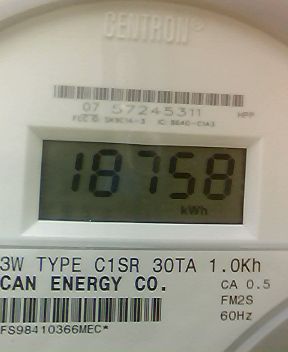 CENTRON®
07 57245311 HPP
18758
kWh
3W TYPE C1SR 30TA 1.0Kh
CAN ENERGY CO. CA 0.5
FM2S
60Hz
FS98410366MEC*